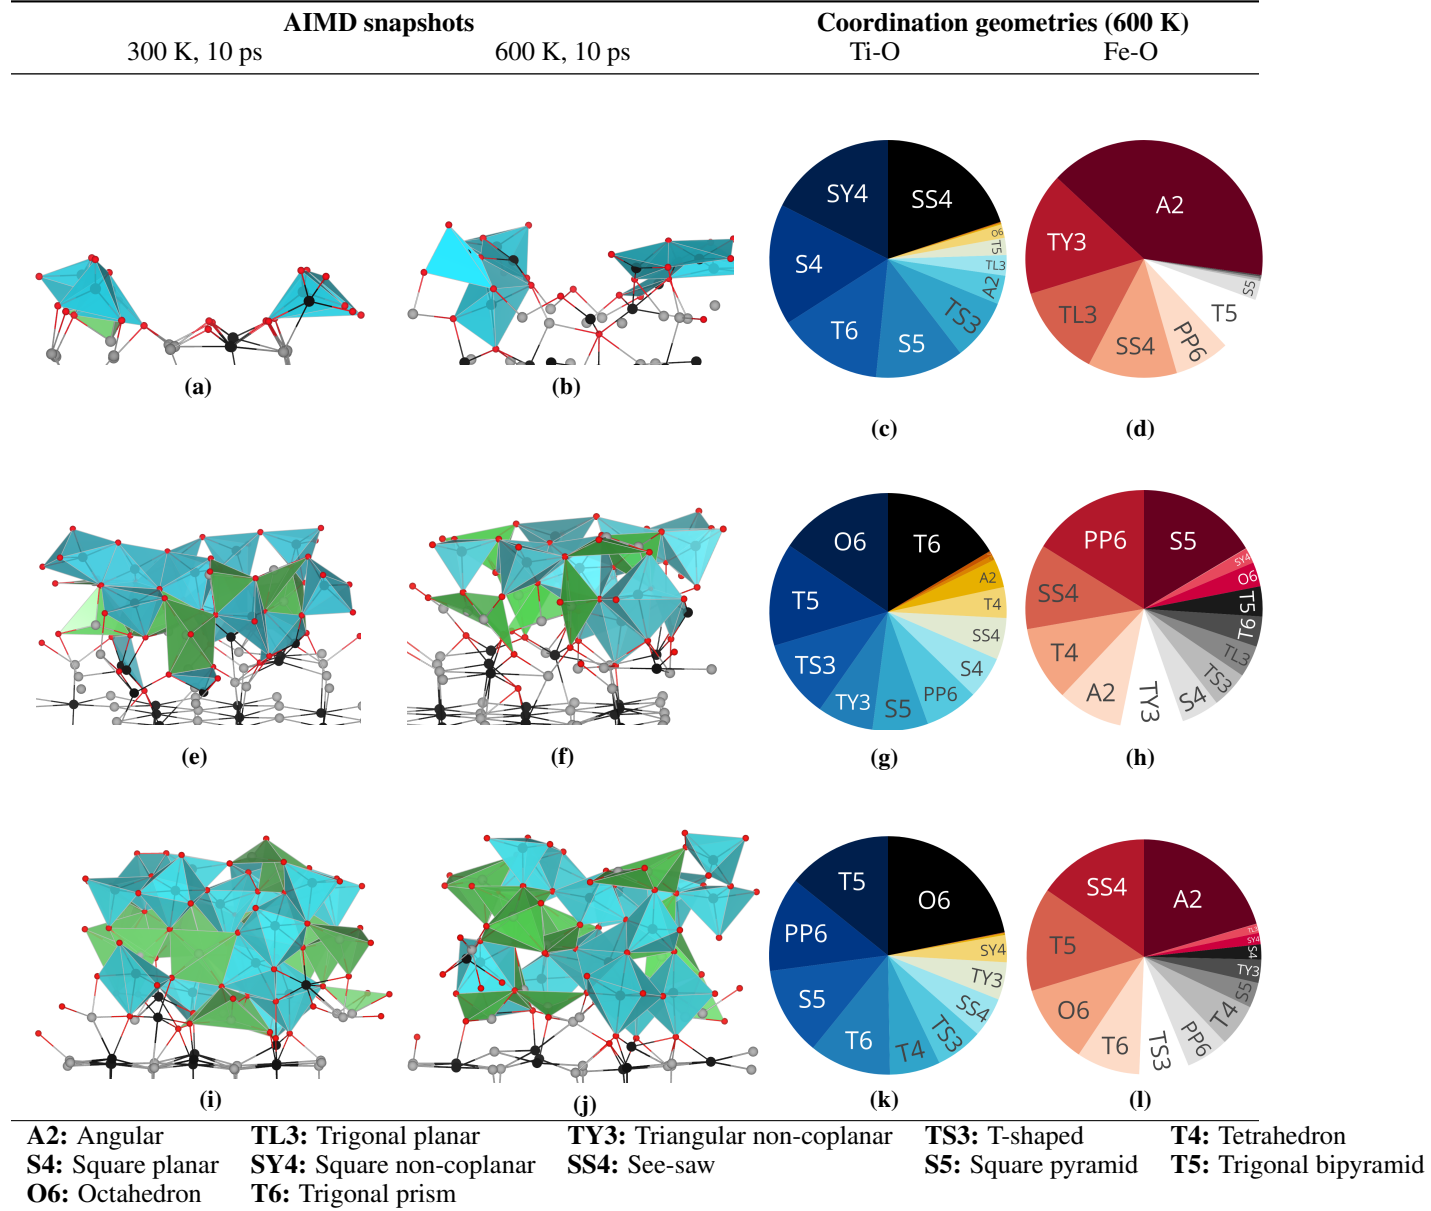 AIMD snapshots Coordination geometries (600 K)
300 K, 10 ps 600 K, 10 ps Ti-O Fe-O
SY4 SS4 O6 T5 TL3 A2 TS3 S5 T6 S4
A2 S5 T5 PP6 SS4 TL3 TY3
(a) (b)
(c) (d)
O6 T6 A2 T4 SS4 S4 PP6 S5 TY3 TS3 T5
PP6 S5 SY4 O6 T5 T6 TL3 TS3 S4 TY3 A2 T4 SS4
(e) (f) (g) (h)
T5 O6 SY4 TY3 SS4 TS3 T4 T6 S5 PP6
SS4 A2 TL3 SY4 S4 TY3 S5 T4 PP6 TS3 T6 O6 T5
(i) (j) (k) (l)
A2: Angular TL3: Trigonal planar TY3: Triangular non-coplanar TS3: T-shaped T4: Tetrahedron
S4: Square planar SY4: Square non-coplanar SS4: See-saw S5: Square pyramid T5: Trigonal bipyramid
O6: Octahedron T6: Trigonal prism